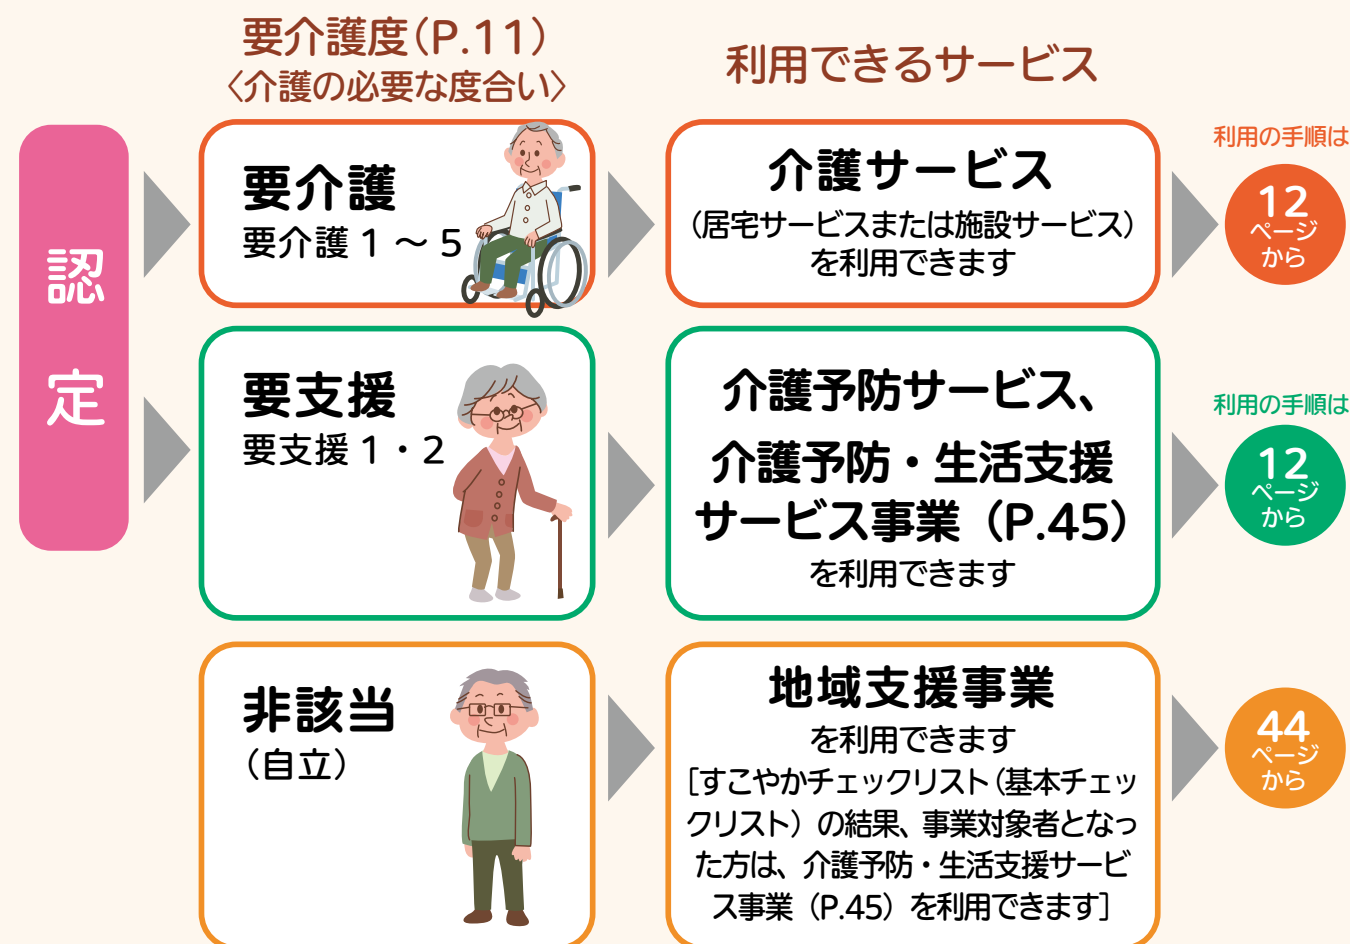 要介護度(P.11)
〈介護の必要な度合い〉
利用できるサービス
認定
要介護
要介護1～5
介護サービス
(居宅サービスまたは施設サービス)
を利用できます
利用の手順は
12
ページ
から
要支援
要支援1・2
介護予防サービス、
介護予防・生活支援
サービス事業（P.45）
を利用できます
利用の手順は
12
ページ
から
非該当
（自立）
地域支援事業
を利用できます
［すこやかチェックリスト（基本チェッ
クリスト）の結果、事業対象者となっ
た方は、介護予防・生活支援サービ
ス事業（P.45）を利用できます］
44
ページ
から